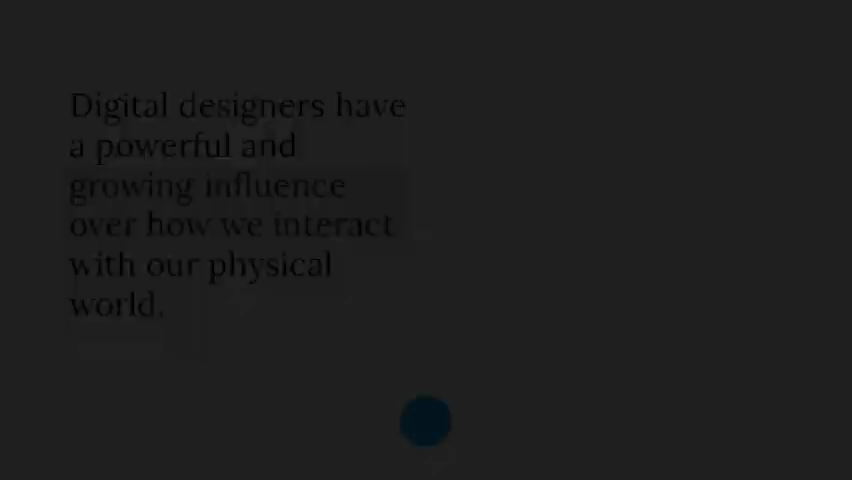 Digital designers have
a powerful and
growing influence
over how we interact
with our physical
world.